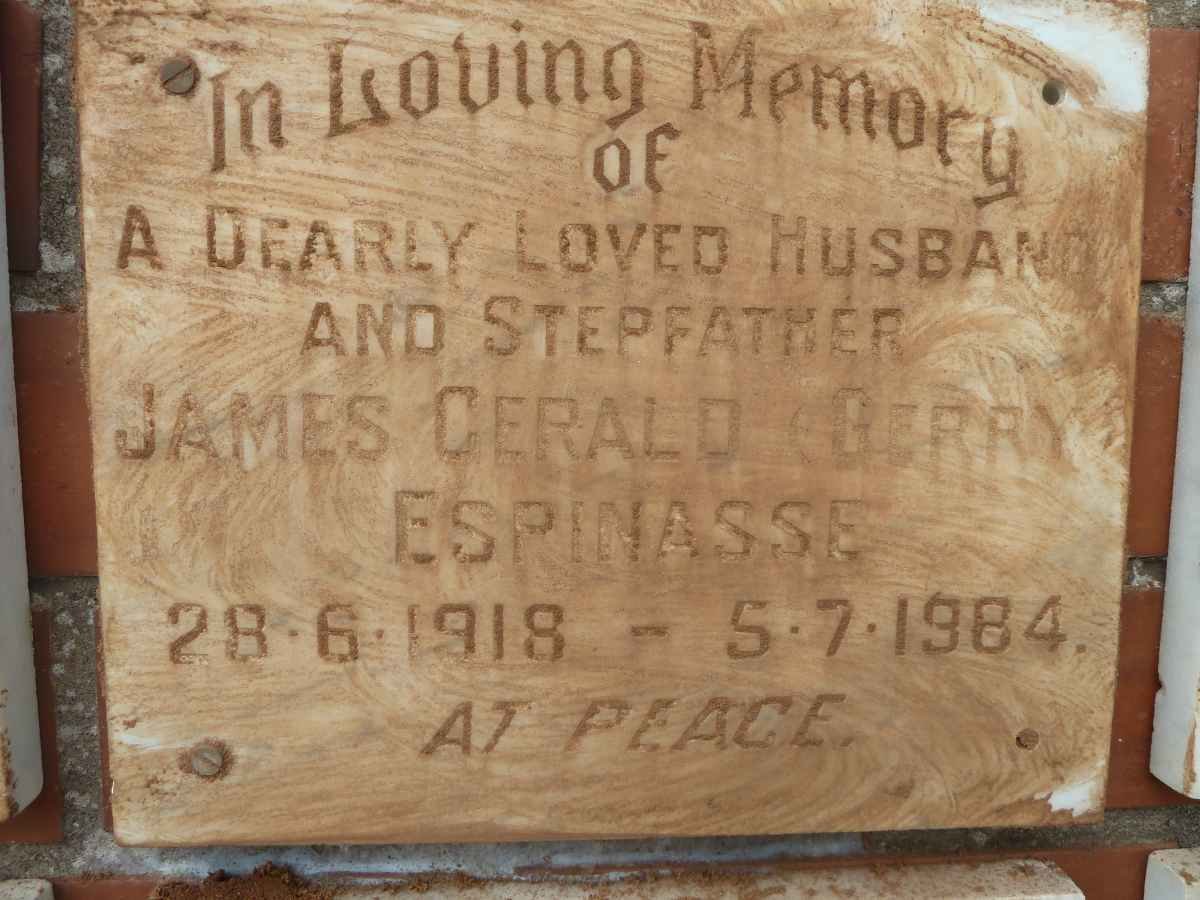 In Loving Memory
of
A DEARLY LOVED HUSBAND
AND STEPFATHER
JAMES GERALD (GERRY)
ESPINASSE
28·6·1918 - 5·7·1984.
AT PEACE.